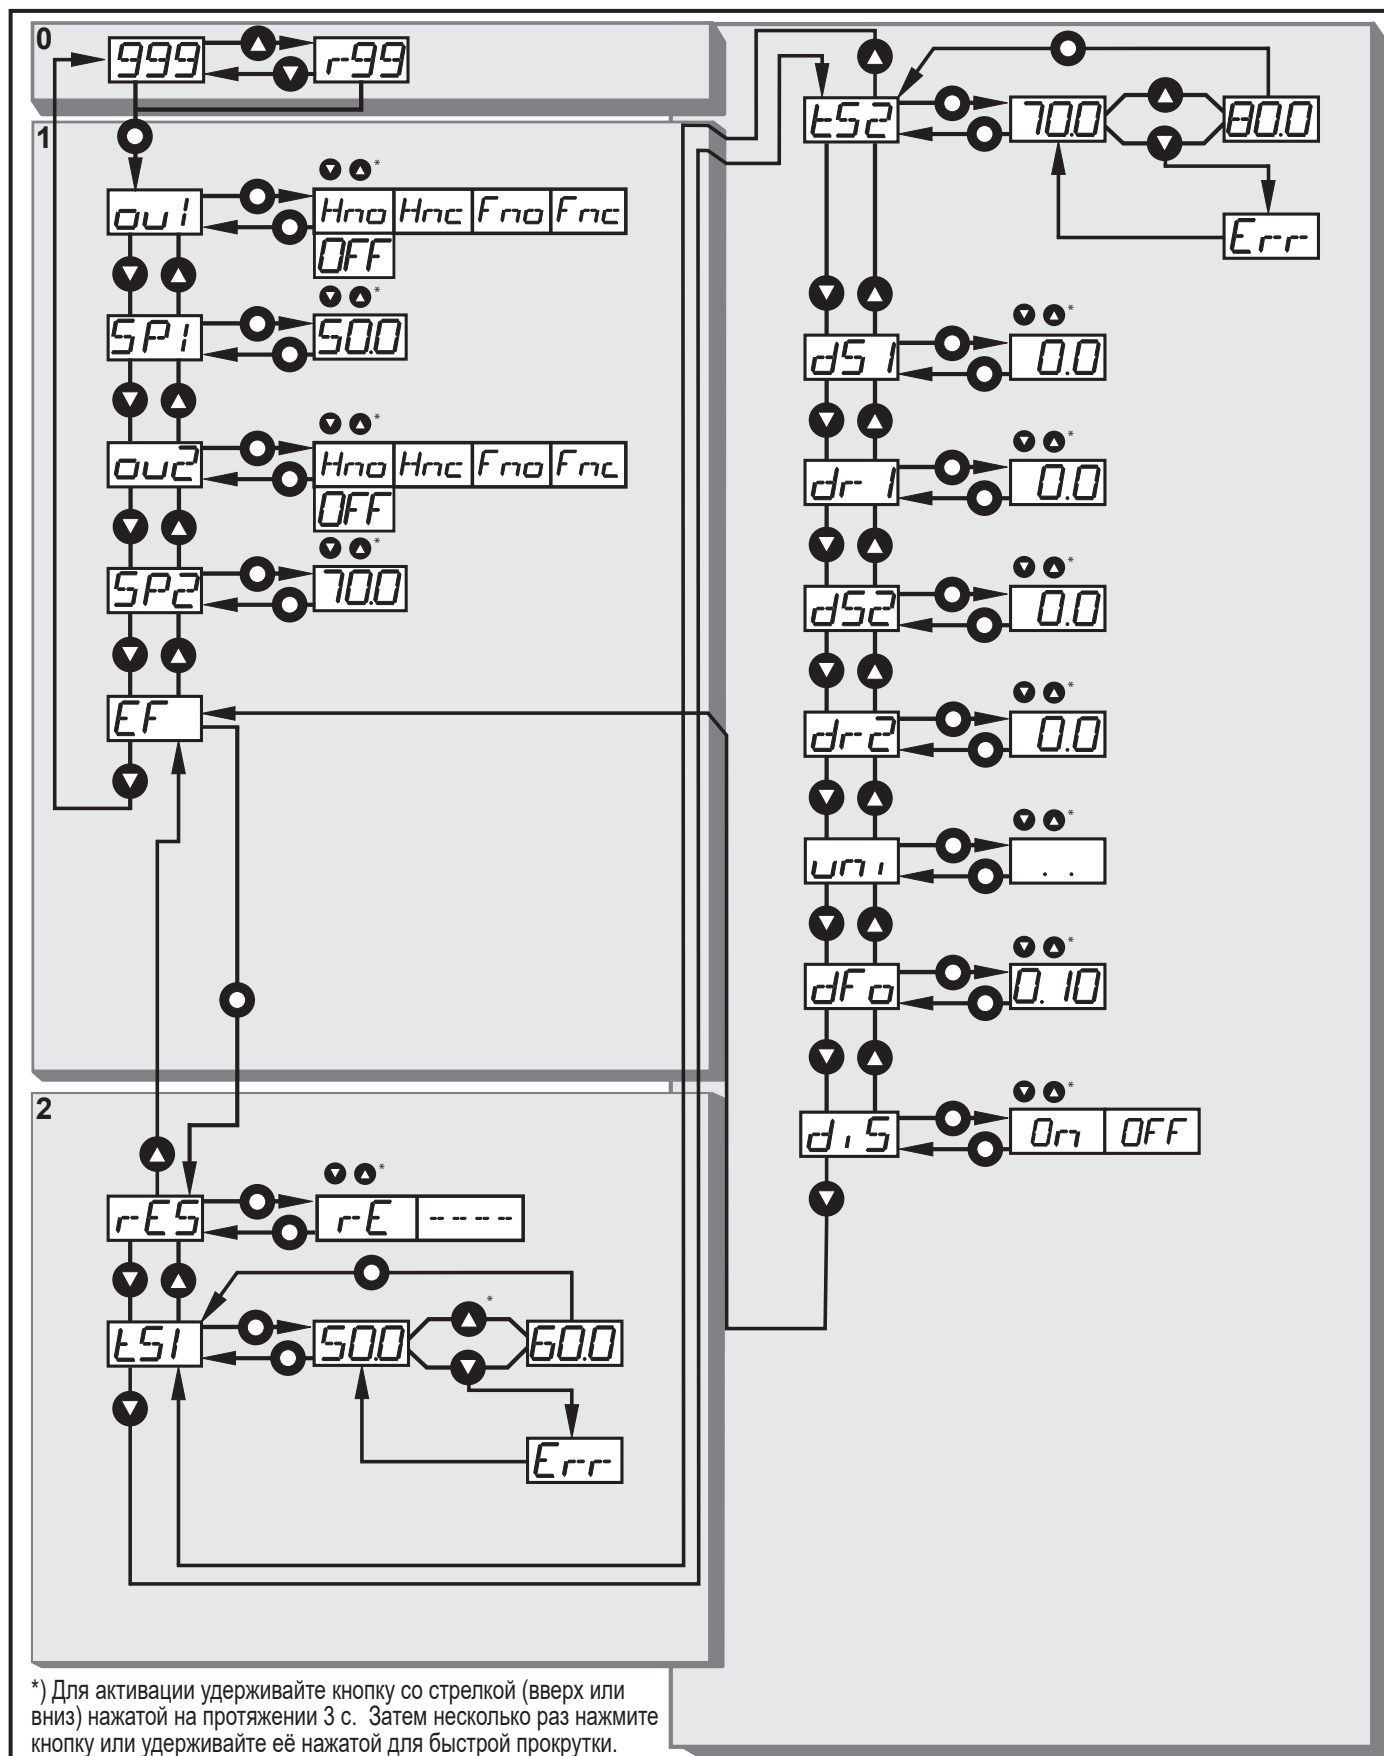 0
999
r99
1
ou1
Hno Hnc Fno Fnc
OFF
SP1
50.0
ou2
Hno Hnc Fno Fnc
OFF
SP2
70.0
EF
2
rES
rE ----
tS1
50.0
60.0
Err
tS2
70.0
80.0
Err
dS1
0.0
dr1
0.0
dS2
0.0
dr2
0.0
uni
. .
dFo
0.10
diS
On OFF
*) Для активации удерживайте кнопку со стрелкой (вверх или
вниз) нажатой на протяжении 3 с. Затем несколько раз нажмите
кнопку или удерживайте её нажатой для быстрой прокрутки.